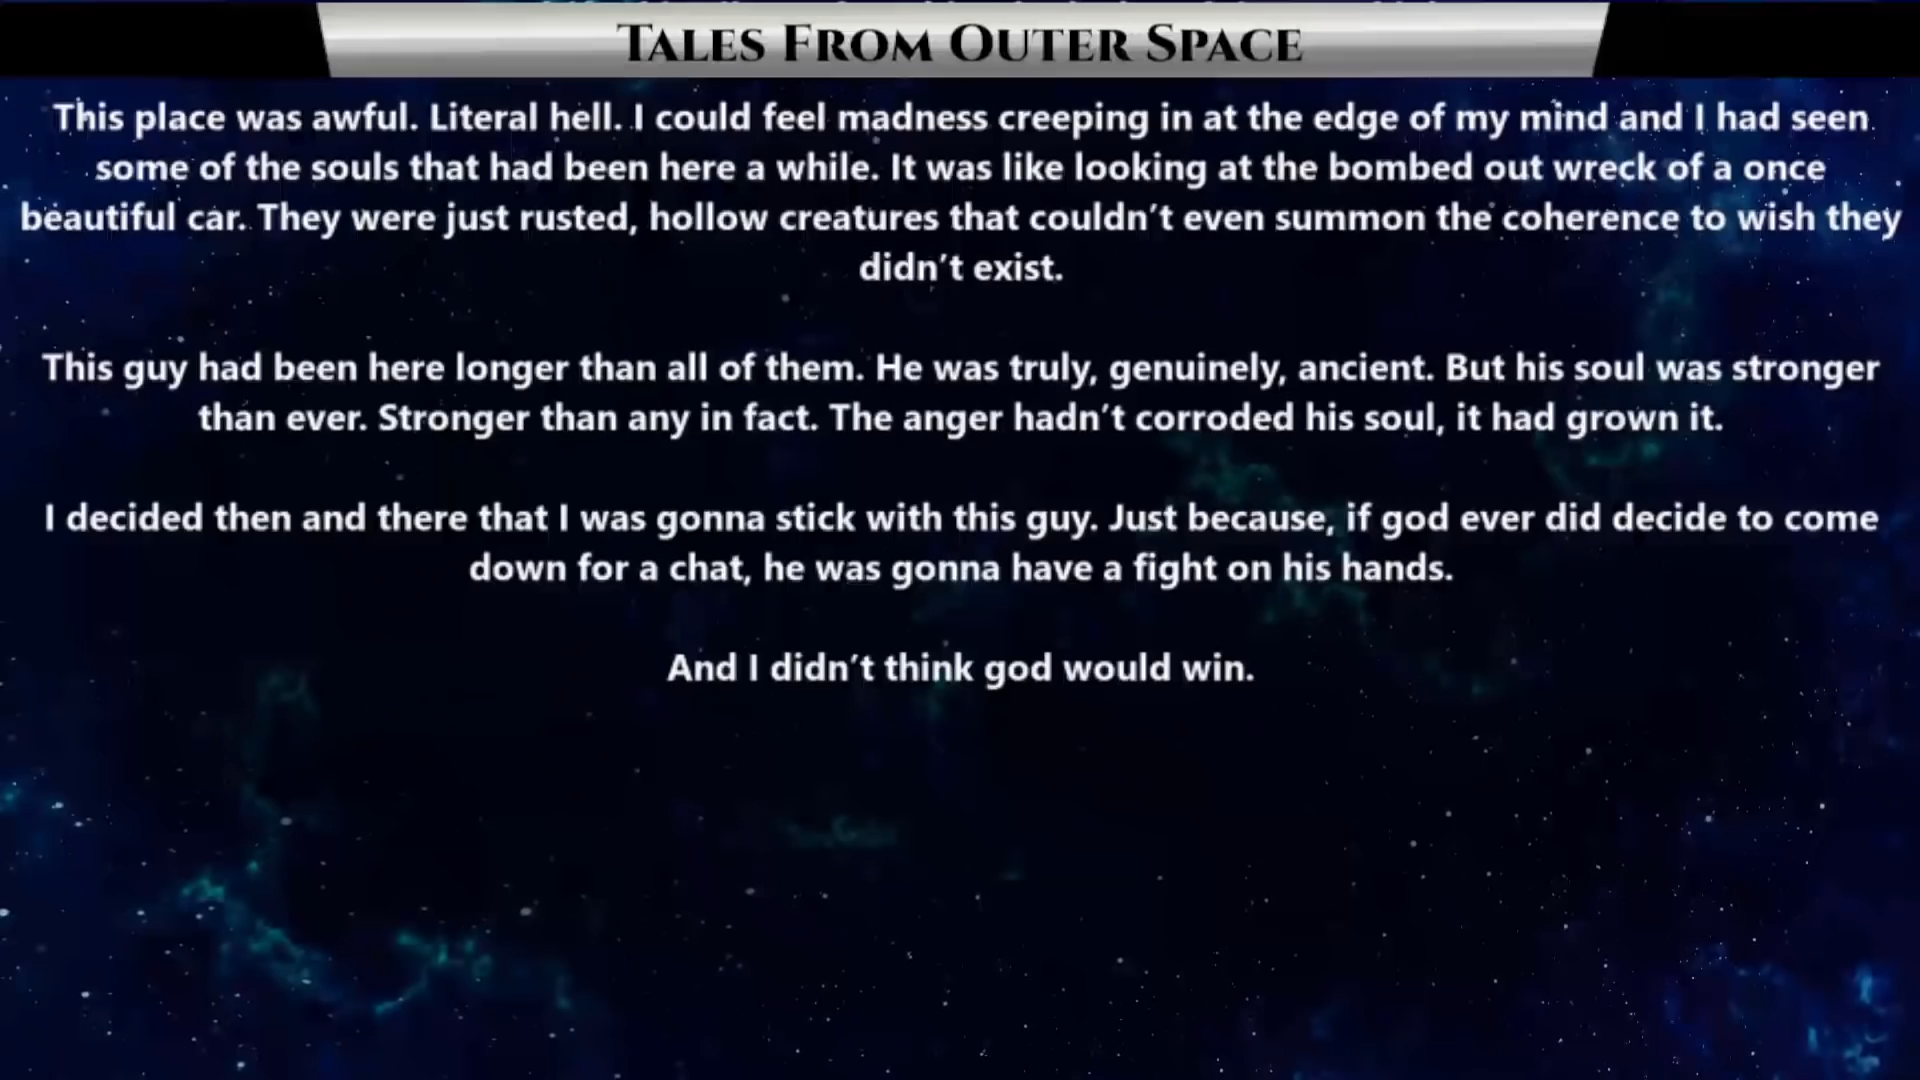 Tales From Outer Space
This place was awful. Literal hell. I could feel madness creeping in at the edge of my mind and I had seen
some of the souls that had been here a while. It was like looking at the bombed out wreck of a once
beautiful car. They were just rusted, hollow creatures that couldn’t even summon the coherence to wish they
didn’t exist.
This guy had been here longer than all of them. He was truly, genuinely, ancient. But his soul was stronger
than ever. Stronger than any in fact. The anger hadn’t corroded his soul, it had grown it.
I decided then and there that I was gonna stick with this guy. Just because, if god ever did decide to come
down for a chat, he was gonna have a fight on his hands.
And I didn’t think god would win.